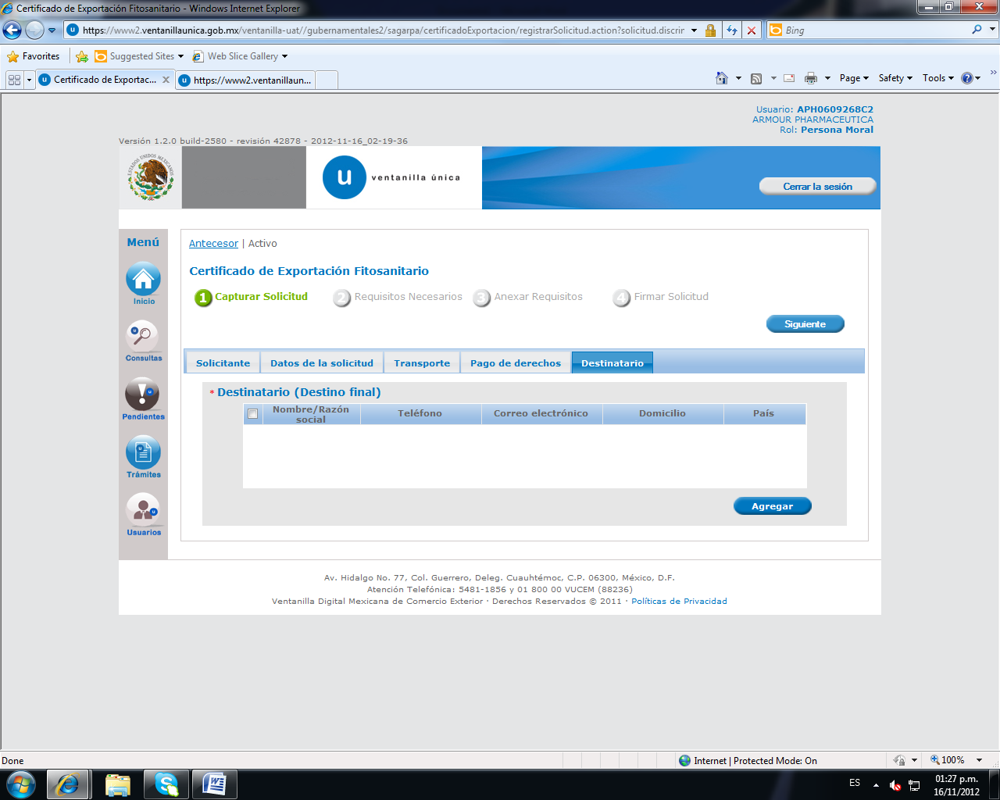 Certificado de Exportación Fitosanitario - Windows Internet Explorer
https://www2.ventanillaunica.gob.mx/ventanilla-uat//gubernamentales2/sagarpa/certificadoExportacion/registrarSolicitud.action?solicitud.discrin
Bing
Favorites
Suggested Sites
Web Slice Gallery
Certificado de Exportac...
https://www2.ventanillaun...
Page
Safety
Tools
Usuario: APH0609268C2
ARMOUR PHARMACEUTICA
Rol: Persona Moral
Versión 1.2.0 build-2580 - revisión 42878 - 2012-11-16_02-19-36
ESTADOS UNIDOS MEXICANOS
u ventanilla única
Cerrar la sesión
Menú
Inicio
Consultas
Pendientes
Trámites
Usuarios
Antecesor | Activo
Certificado de Exportación Fitosanitario
1 Capturar Solicitud
2 Requisitos Necesarios
3 Anexar Requisitos
4 Firmar Solicitud
Siguiente
Solicitante
Datos de la solicitud
Transporte
Pago de derechos
Destinatario
* Destinatario (Destino final)
Nombre/Razón social
Teléfono
Correo electrónico
Domicilio
País
Agregar
Av. Hidalgo No. 77, Col. Guerrero, Deleg. Cuauhtémoc, C.P. 06300, México, D.F.
Atención Telefónica: 5481-1856 y 01 800 00 VUCEM (88236)
Ventanilla Digital Mexicana de Comercio Exterior · Derechos Reservados © 2011 · Políticas de Privacidad
Done
Internet | Protected Mode: On
100%
ES
01:27 p.m.
16/11/2012